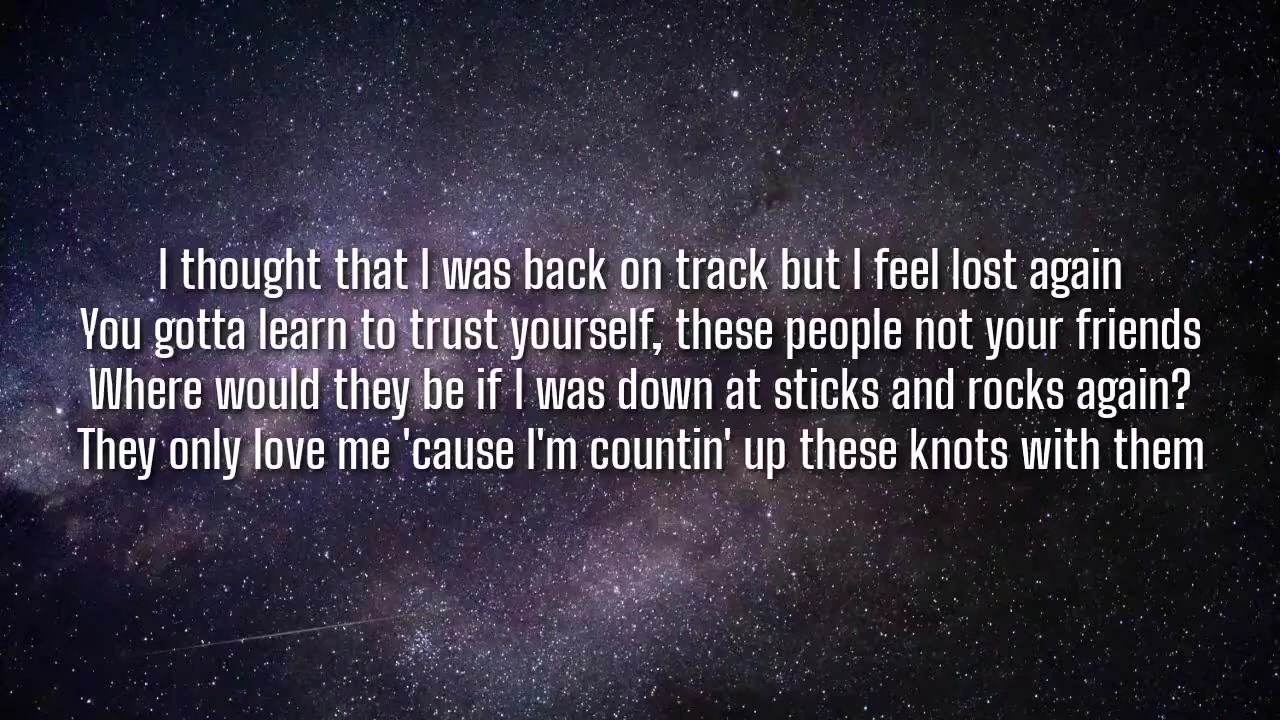 I thought that I was back on track but I feel lost again
You gotta learn to trust yourself, these people not your friends
Where would they be if I was down at sticks and rocks again?
They only love me 'cause I'm countin' up these knots with them